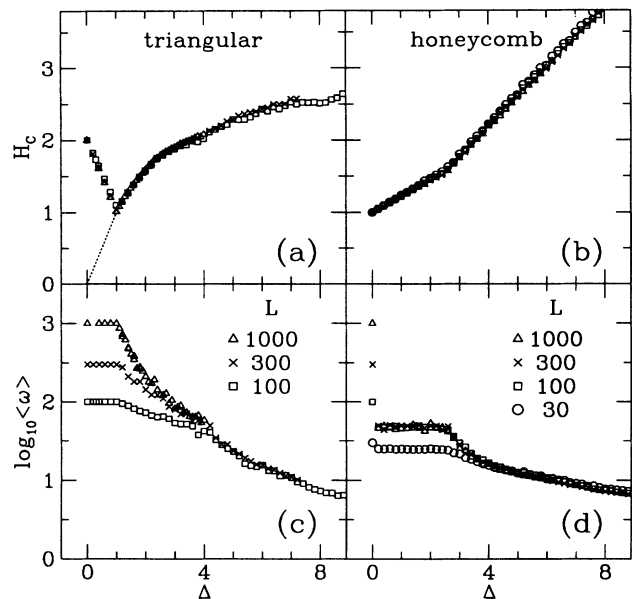 triangular
honeycomb
3
2
1
0
H_C
(a)
(b)
3
2
1
0
log₁₀<ω>
L
△ 1000
× 300
□ 100
(c)
L
△ 1000
× 300
□ 100
○ 30
(d)
0 4 8
0 4 8
Δ
Δ